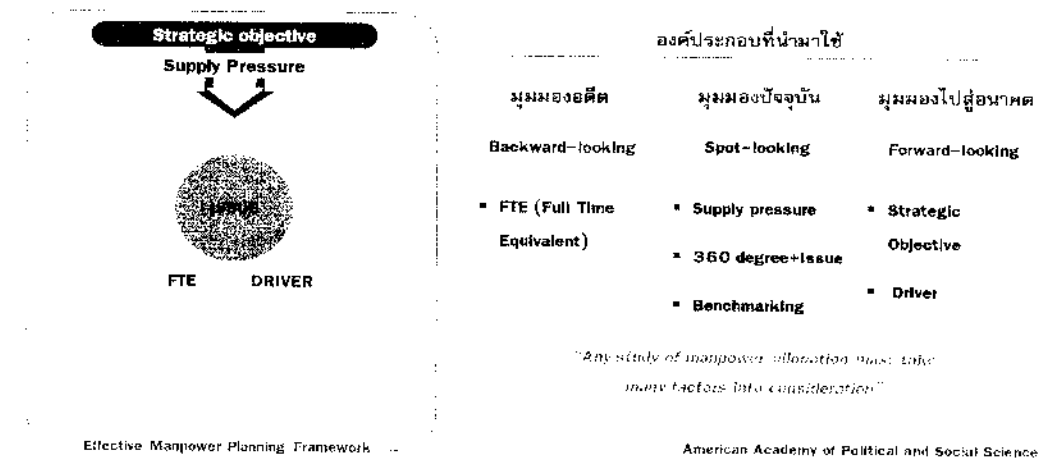 Strategic objective
Supply Pressure
Issue
FTE DRIVER
Effective Manpower Planning Framework
องค์ประกอบที่นำมาใช้
มุมมองอดีต มุมมองปัจจุบัน มุมมองไปสู่อนาคต
Backward-looking Spot-looking Forward-looking
▪ FTE (Full Time Equivalent)
▪ Supply pressure
▪ 360 degree+Issue
▪ Benchmarking
▪ Strategic Objective
▪ Driver
"Any study of manpower allocation must take
many factors into consideration"
American Academy of Political and Social Science